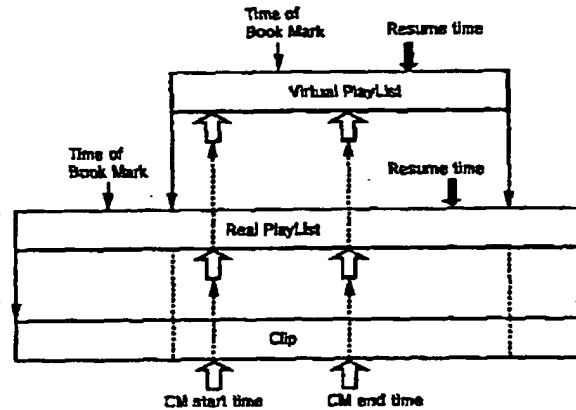 Time of
Book Mark
Resume time
Virtual PlayList
Time of
Book Mark
Resume time
Real PlayList
Clip
CM start time
CM end time